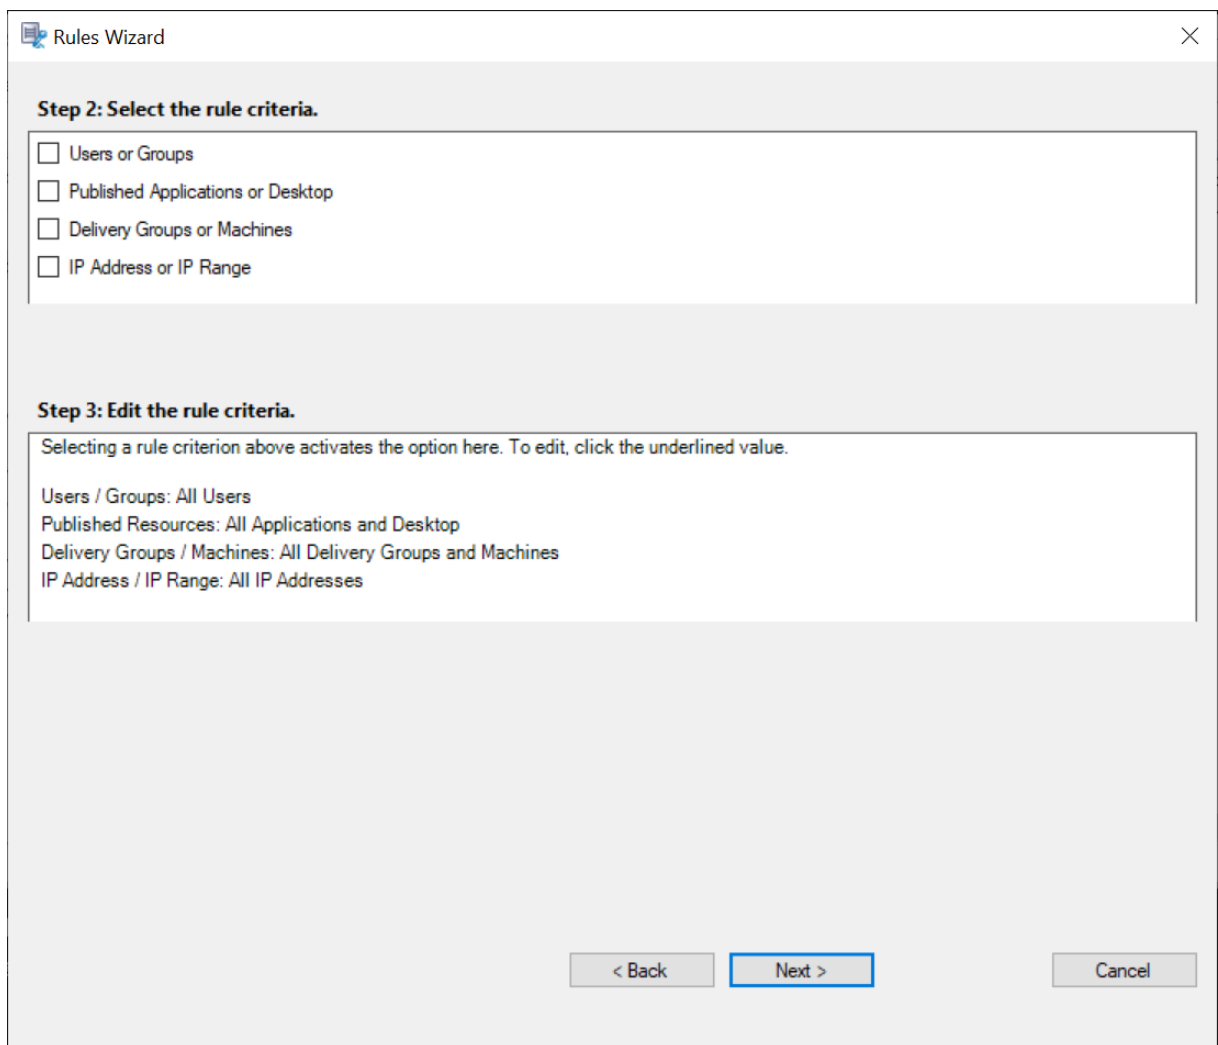 Rules Wizard
Step 2: Select the rule criteria.
Users or Groups
Published Applications or Desktop
Delivery Groups or Machines
IP Address or IP Range
Step 3: Edit the rule criteria.
Selecting a rule criterion above activates the option here. To edit, click the underlined value.
Users / Groups: All Users
Published Resources: All Applications and Desktop
Delivery Groups / Machines: All Delivery Groups and Machines
IP Address / IP Range: All IP Addresses
< Back
Next >
Cancel